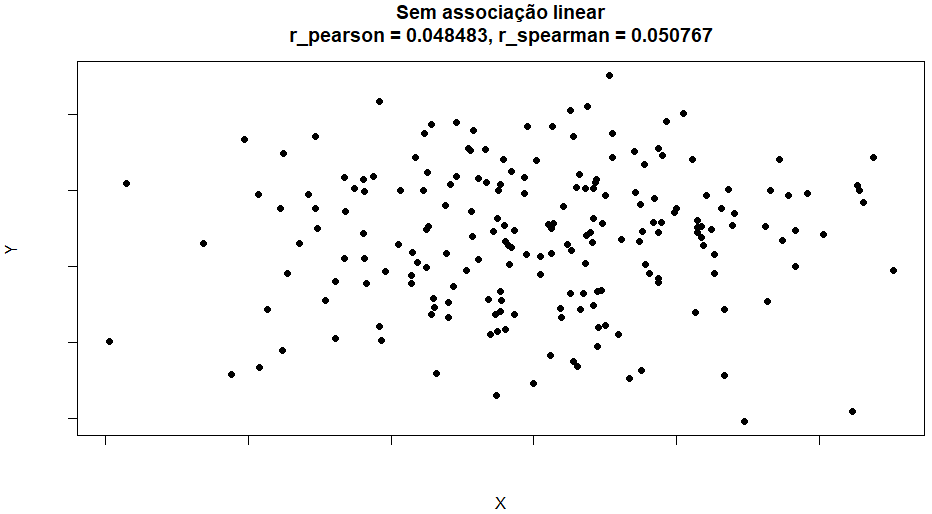 Sem associação linear
r_pearson = 0.048483, r_spearman = 0.050767
Y
X